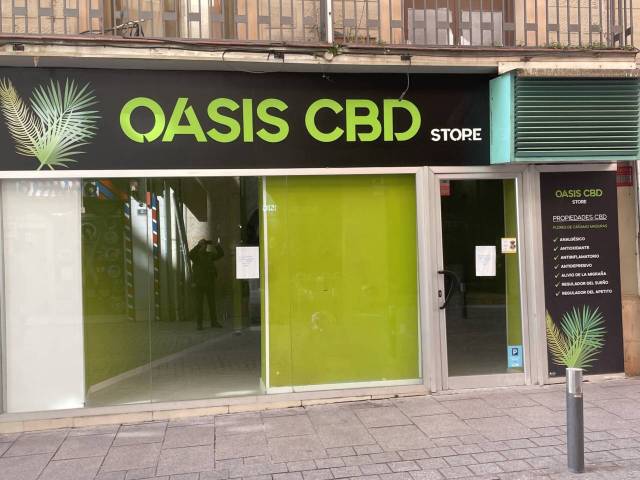 OASIS CBD STORE
OASIS CBD
STORE
PROPIEDADES CBD
FLORES DE CÁÑAMO MADURAS
ANALGÉSICO
ANTIOXIDANTE
ANTIINFLAMATORIO
ANTIDEPRESIVO
ALIVIO DE LA MIGRAÑA
REGULADOR DEL SUEÑO
REGULADOR DEL APETITO
P